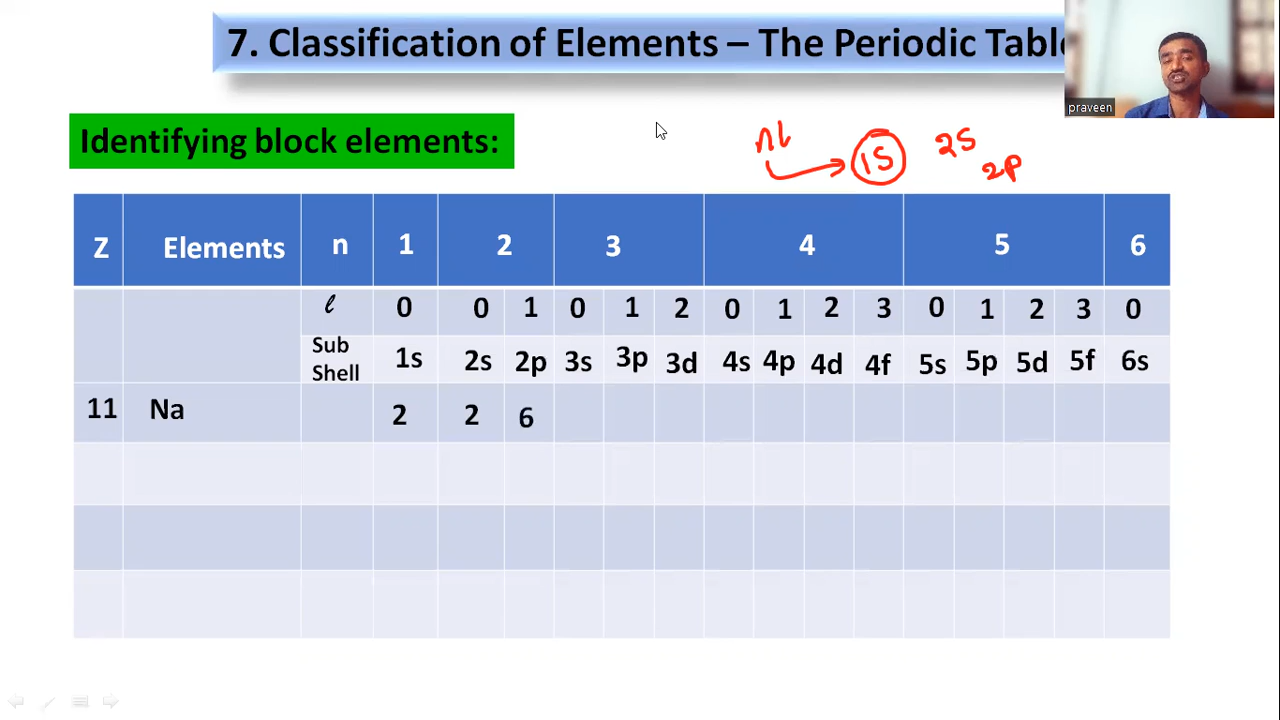 7. Classification of Elements – The Periodic Table
praveen
Identifying block elements:
nl 1S 2S 2p
Z Elements n 1 2 3 4 5 6
ℓ 0 0 1 0 1 2 0 1 2 3 0 1 2 3 0
Sub Shell 1s 2s 2p 3s 3p 3d 4s 4p 4d 4f 5s 5p 5d 5f 6s
11 Na 2 2 6